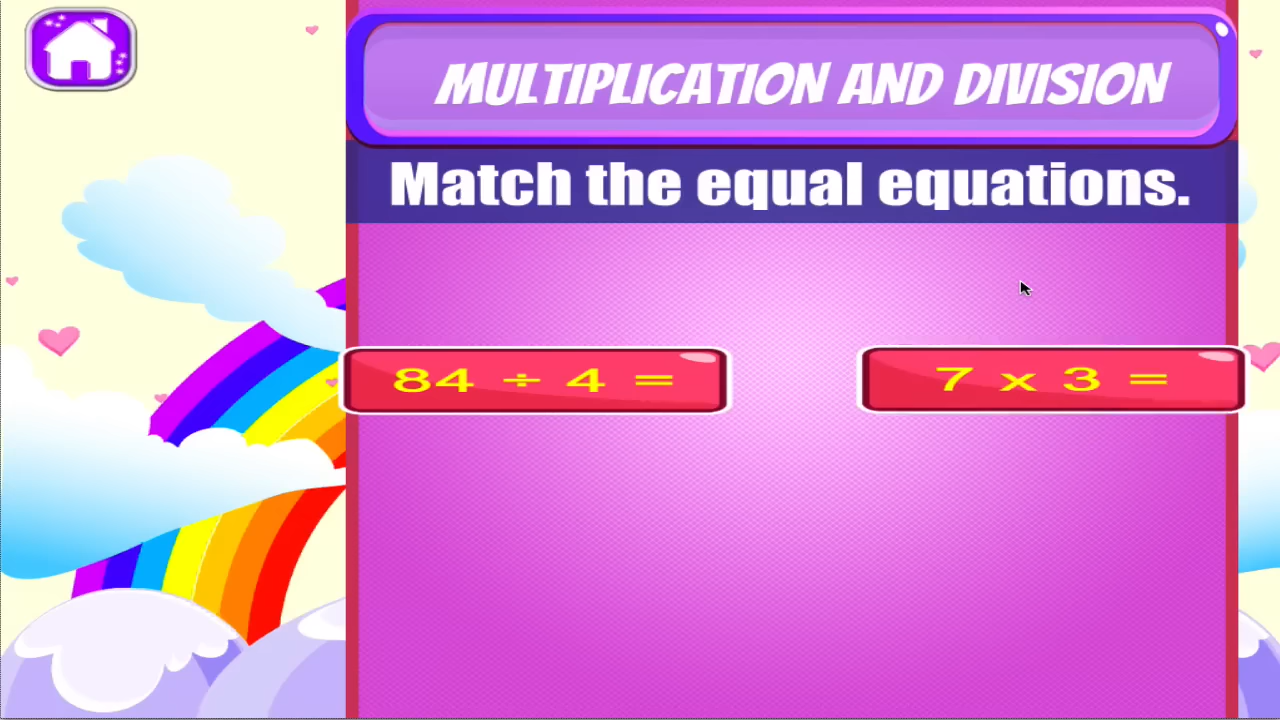 MULTIPLICATION AND DIVISION
Match the equal equations.
84 ÷ 4 =
7 x 3 =